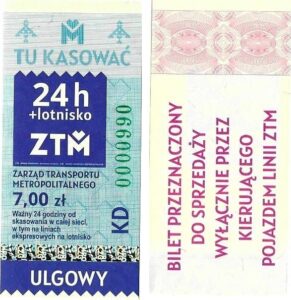 TU KASOWAĆ
24h
+lotnisko
ZTM
ZARZĄD TRANSPORTU
METROPOLITALNEGO
7,00 zł
Ważny 24 godziny od
skasowania w całej sieci,
w tym na liniach
ekspresowych na lotnisko
KD 0000990
ULGOWY
BILET PRZEZNACZONY
DO SPRZEDAŻY
WYŁĄCZNIE PRZEZ
KIERUJĄCEGO
POJAZDEM LINII ZTM